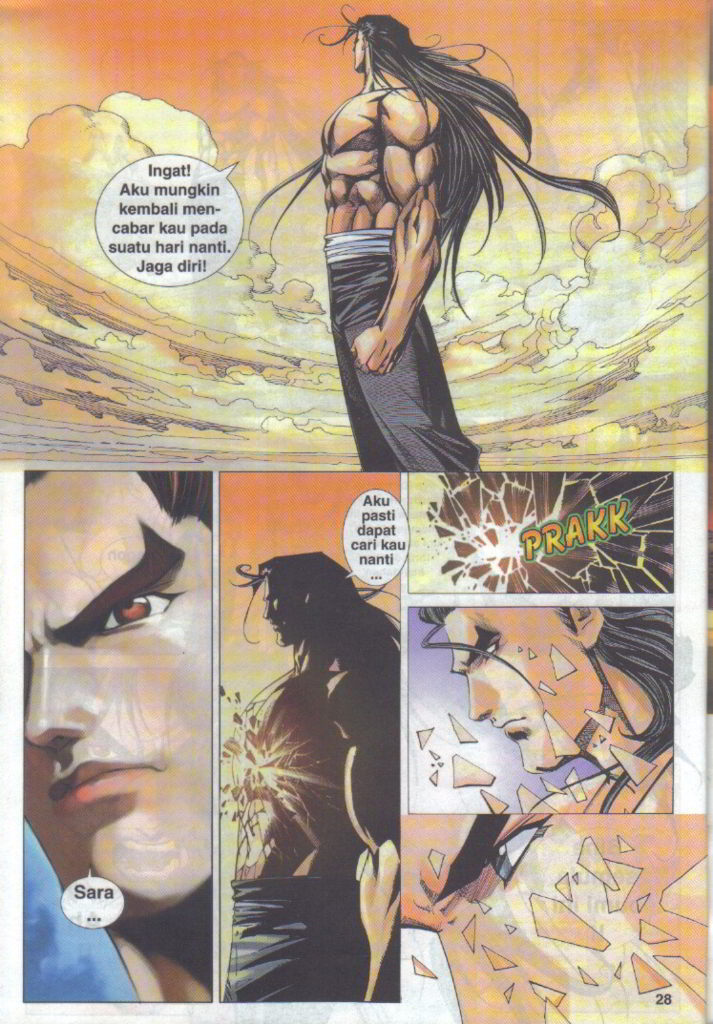 Ingat!
Aku mungkin
kembali men-
cabar kau pada
suatu hari nanti.
Jaga diri!
Aku
pasti
dapat
cari kau
nanti
...
PRAKK
Sara
...
28